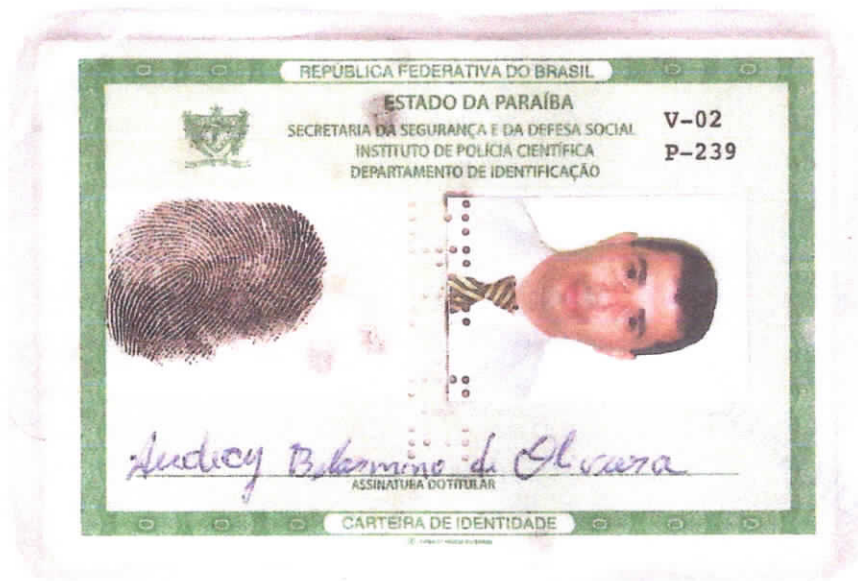 REPÚBLICA FEDERATIVA DO BRASIL
ESTADO DA PARAÍBA
SECRETARIA DA SEGURANÇA E DA DEFESA SOCIAL
INSTITUTO DE POLÍCIA CIENTÍFICA
DEPARTAMENTO DE IDENTIFICAÇÃO
V-02
P-239
Audecy Belarmino de Oliveira
ASSINATURA DO TITULAR
CARTEIRA DE IDENTIDADE